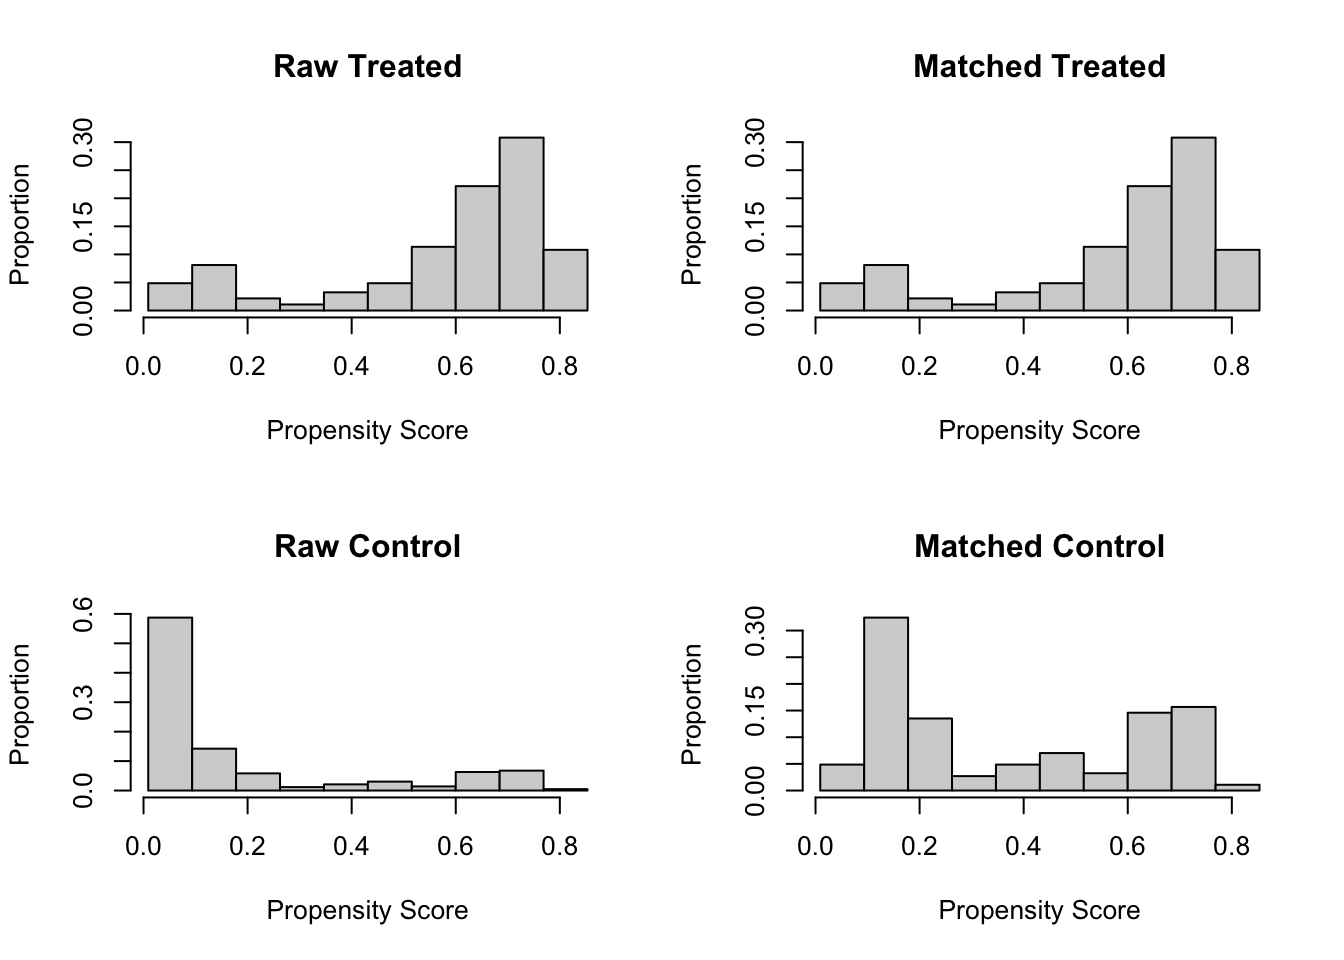 Raw Treated
Proportion
0.00 0.15 0.30
0.0 0.2 0.4 0.6 0.8
Propensity Score
Matched Treated
Proportion
0.00 0.15 0.30
0.0 0.2 0.4 0.6 0.8
Propensity Score
Raw Control
Proportion
0.0 0.3 0.6
0.0 0.2 0.4 0.6 0.8
Propensity Score
Matched Control
Proportion
0.00 0.15 0.30
0.0 0.2 0.4 0.6 0.8
Propensity Score